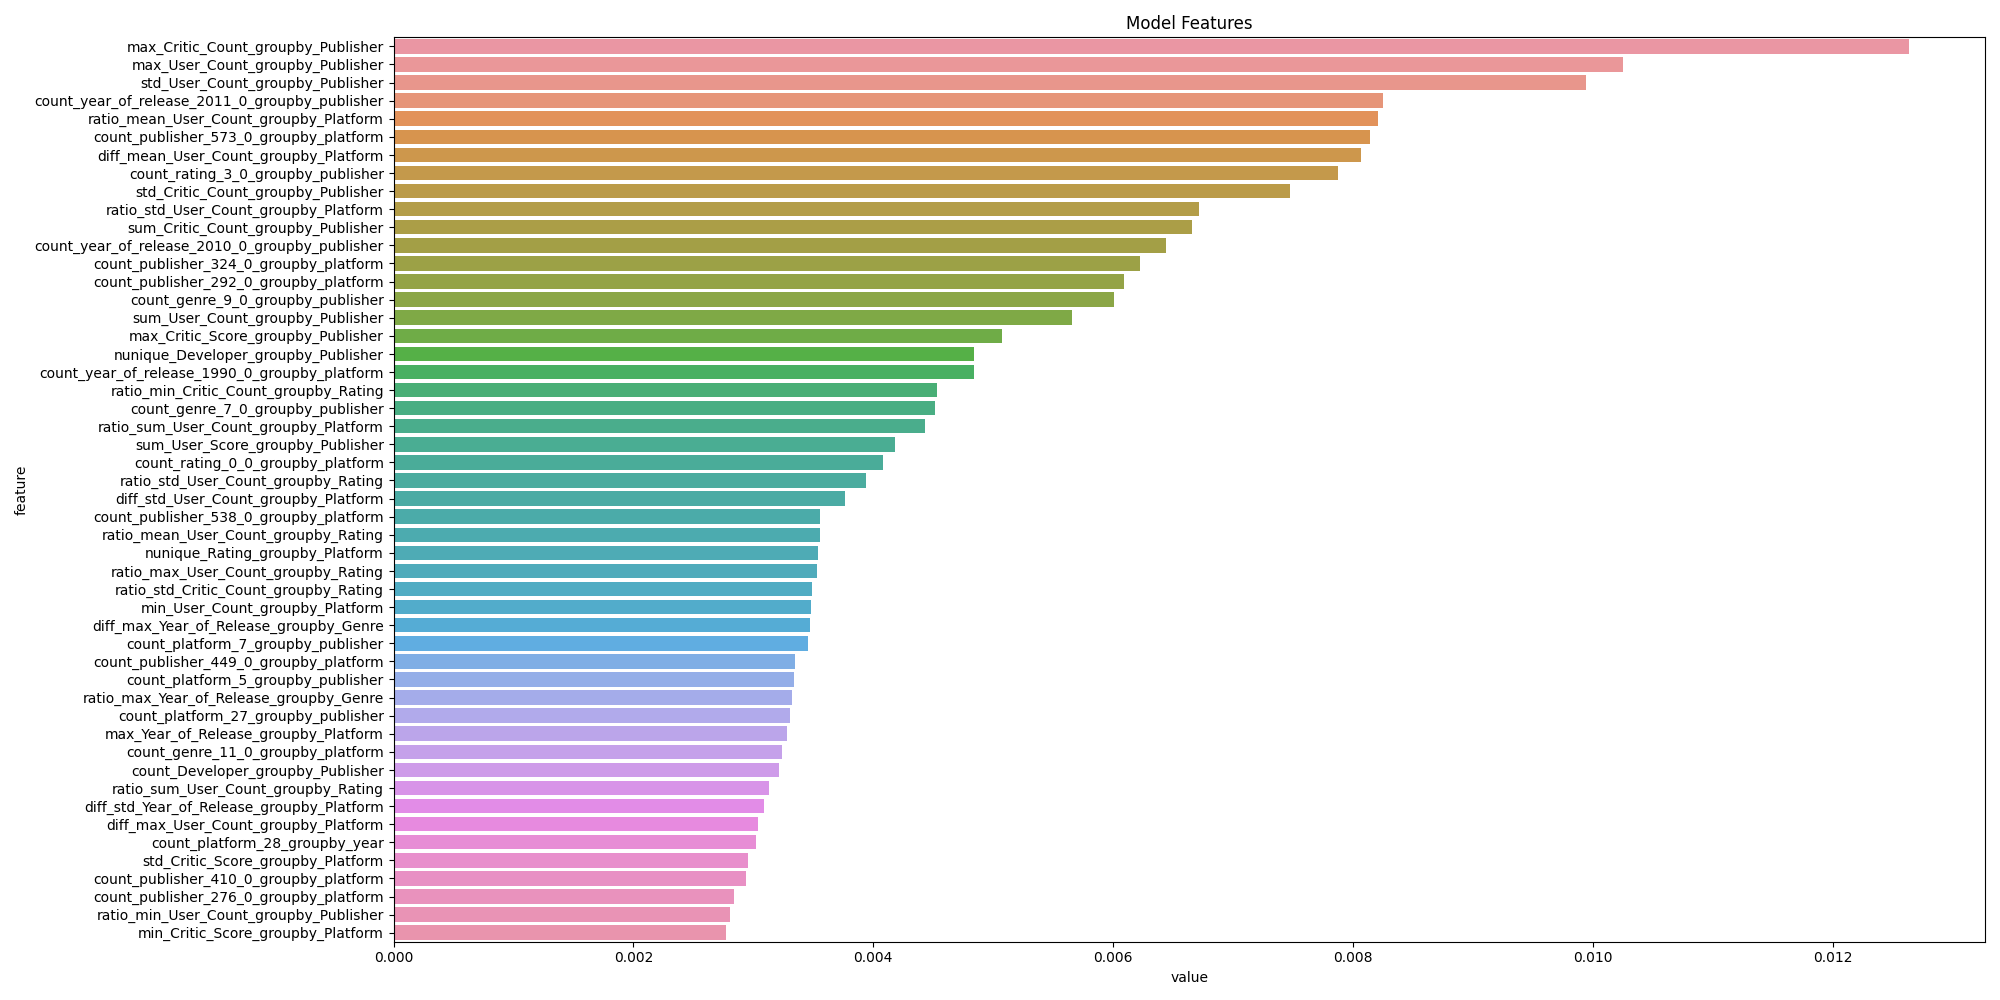 Model Features
max_Critic_Count_groupby_Publisher
max_User_Count_groupby_Publisher
std_User_Count_groupby_Publisher
count_year_of_release_2011_0_groupby_publisher
ratio_mean_User_Count_groupby_Platform
count_publisher_573_0_groupby_platform
diff_mean_User_Count_groupby_Platform
count_rating_3_0_groupby_publisher
std_Critic_Count_groupby_Publisher
ratio_std_User_Count_groupby_Platform
sum_Critic_Count_groupby_Publisher
count_year_of_release_2010_0_groupby_publisher
count_publisher_324_0_groupby_platform
count_publisher_292_0_groupby_platform
count_genre_9_0_groupby_publisher
sum_User_Count_groupby_Publisher
max_Critic_Score_groupby_Publisher
nunique_Developer_groupby_Publisher
count_year_of_release_1990_0_groupby_platform
ratio_min_Critic_Count_groupby_Rating
count_genre_7_0_groupby_publisher
ratio_sum_User_Count_groupby_Platform
sum_User_Score_groupby_Publisher
count_rating_0_0_groupby_platform
ratio_std_User_Count_groupby_Rating
diff_std_User_Count_groupby_Platform
count_publisher_538_0_groupby_platform
ratio_mean_User_Count_groupby_Rating
nunique_Rating_groupby_Platform
ratio_max_User_Count_groupby_Rating
ratio_std_Critic_Count_groupby_Rating
min_User_Count_groupby_Platform
diff_max_Year_of_Release_groupby_Genre
count_platform_7_groupby_publisher
count_publisher_449_0_groupby_platform
count_platform_5_groupby_publisher
ratio_max_Year_of_Release_groupby_Genre
count_platform_27_groupby_publisher
max_Year_of_Release_groupby_Platform
count_genre_11_0_groupby_platform
count_Developer_groupby_Publisher
ratio_sum_User_Count_groupby_Rating
diff_std_Year_of_Release_groupby_Platform
diff_max_User_Count_groupby_Platform
count_platform_28_groupby_year
std_Critic_Score_groupby_Platform
count_publisher_410_0_groupby_platform
count_publisher_276_0_groupby_platform
ratio_min_User_Count_groupby_Publisher
min_Critic_Score_groupby_Platform
feature
0.000 0.002 0.004 0.006 0.008 0.010 0.012
value